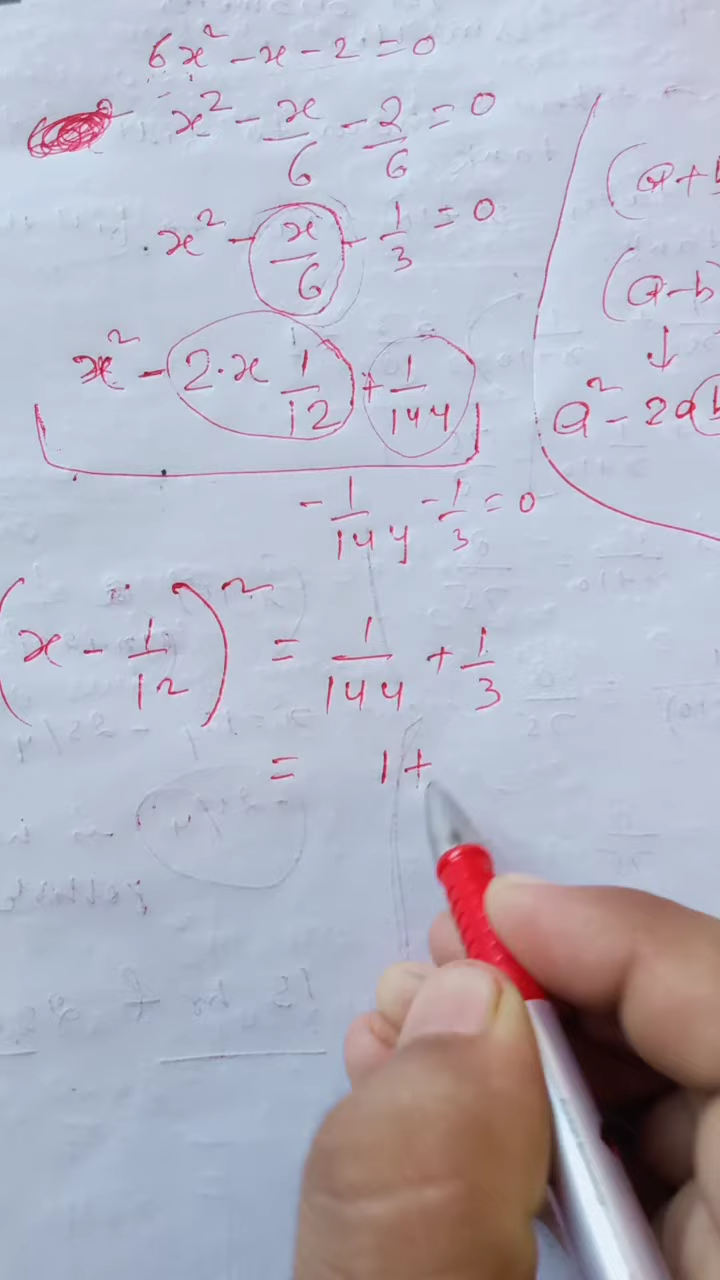 6x² - x - 2 = 0
x² - x/6 - 2/6 = 0
x² - x/6 - 1/3 = 0
x² - 2·x 1/12 + 1/144
- 1/144 - 1/3 = 0
(x - 1/12)² = 1/144 + 1/3
= 1+
(a+b
(a-b
↓
a² - 2ab